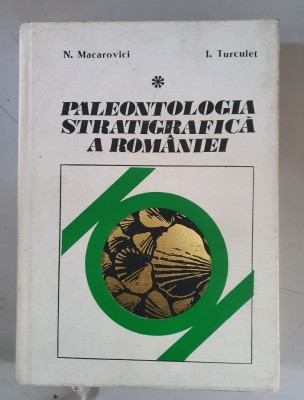 N. Macarovici I. Turculeț
*
PALEONTOLOGIA
STRATIGRAFICĂ
A ROMÂNIEI